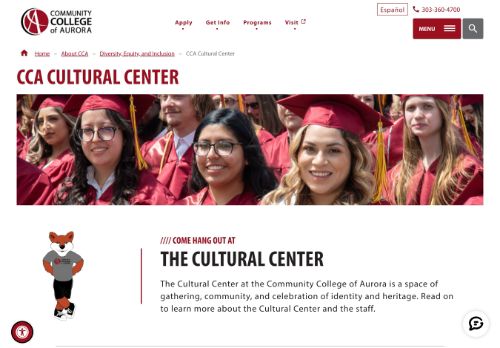 Español 303-360-4700
COMMUNITY
COLLEGE
of AURORA
Apply Get Info Programs Visit
MENU
Home – About CCA – Diversity, Equity, and Inclusion – CCA Cultural Center
CCA CULTURAL CENTER
//// COME HANG OUT AT
THE CULTURAL CENTER
The Cultural Center at the Community College of Aurora is a space of
gathering, community, and celebration of identity and heritage. Read on
to learn more about the Cultural Center and the staff.